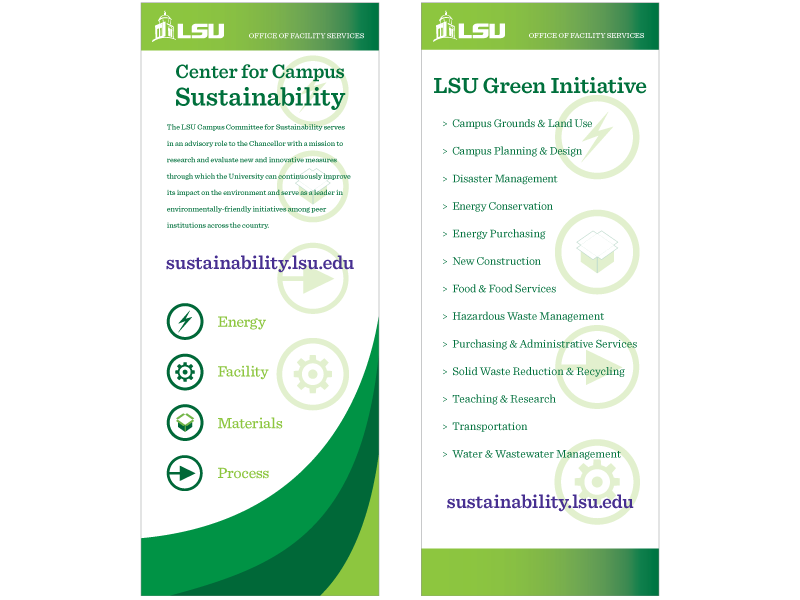 LSU
OFFICE OF FACILITY SERVICES
Center for Campus
Sustainability
The LSU Campus Committee for Sustainability serves
in an advisory role to the Chancellor with a mission to
research and evaluate new and innovative measures
through which the University can continuously improve
its impact on the environment and serve as a leader in
environmentally-friendly initiatives among peer
institutions across the country.
sustainability.lsu.edu
Energy
Facility
Materials
Process
LSU
OFFICE OF FACILITY SERVICES
LSU Green Initiative
> Campus Grounds & Land Use
> Campus Planning & Design
> Disaster Management
> Energy Conservation
> Energy Purchasing
> New Construction
> Food & Food Services
> Hazardous Waste Management
> Purchasing & Administrative Services
> Solid Waste Reduction & Recycling
> Teaching & Research
> Transportation
> Water & Wastewater Management
sustainability.lsu.edu